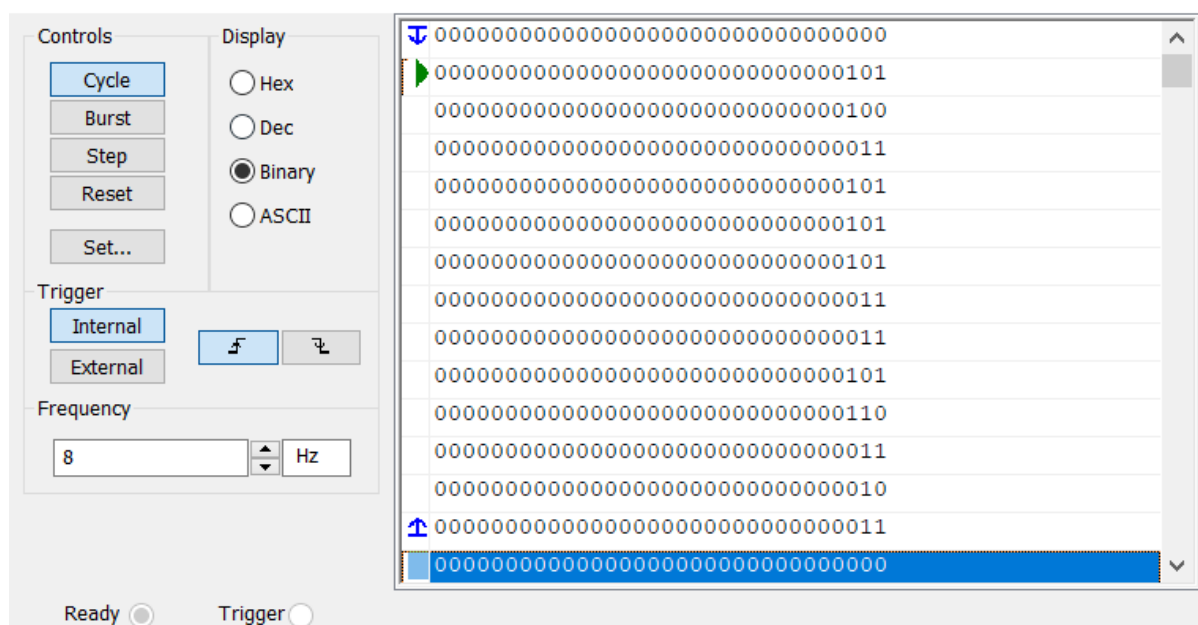 Controls
Cycle
Burst
Step
Reset
Set...
Display
Hex
Dec
Binary
ASCII
Trigger
Internal
External
Frequency
8
Hz
Ready
Trigger
00000000000000000000000000000000
00000000000000000000000000000101
00000000000000000000000000000100
00000000000000000000000000000011
00000000000000000000000000000101
00000000000000000000000000000101
00000000000000000000000000000101
00000000000000000000000000000011
00000000000000000000000000000011
00000000000000000000000000000101
00000000000000000000000000000110
00000000000000000000000000000011
00000000000000000000000000000010
00000000000000000000000000000011
00000000000000000000000000000000